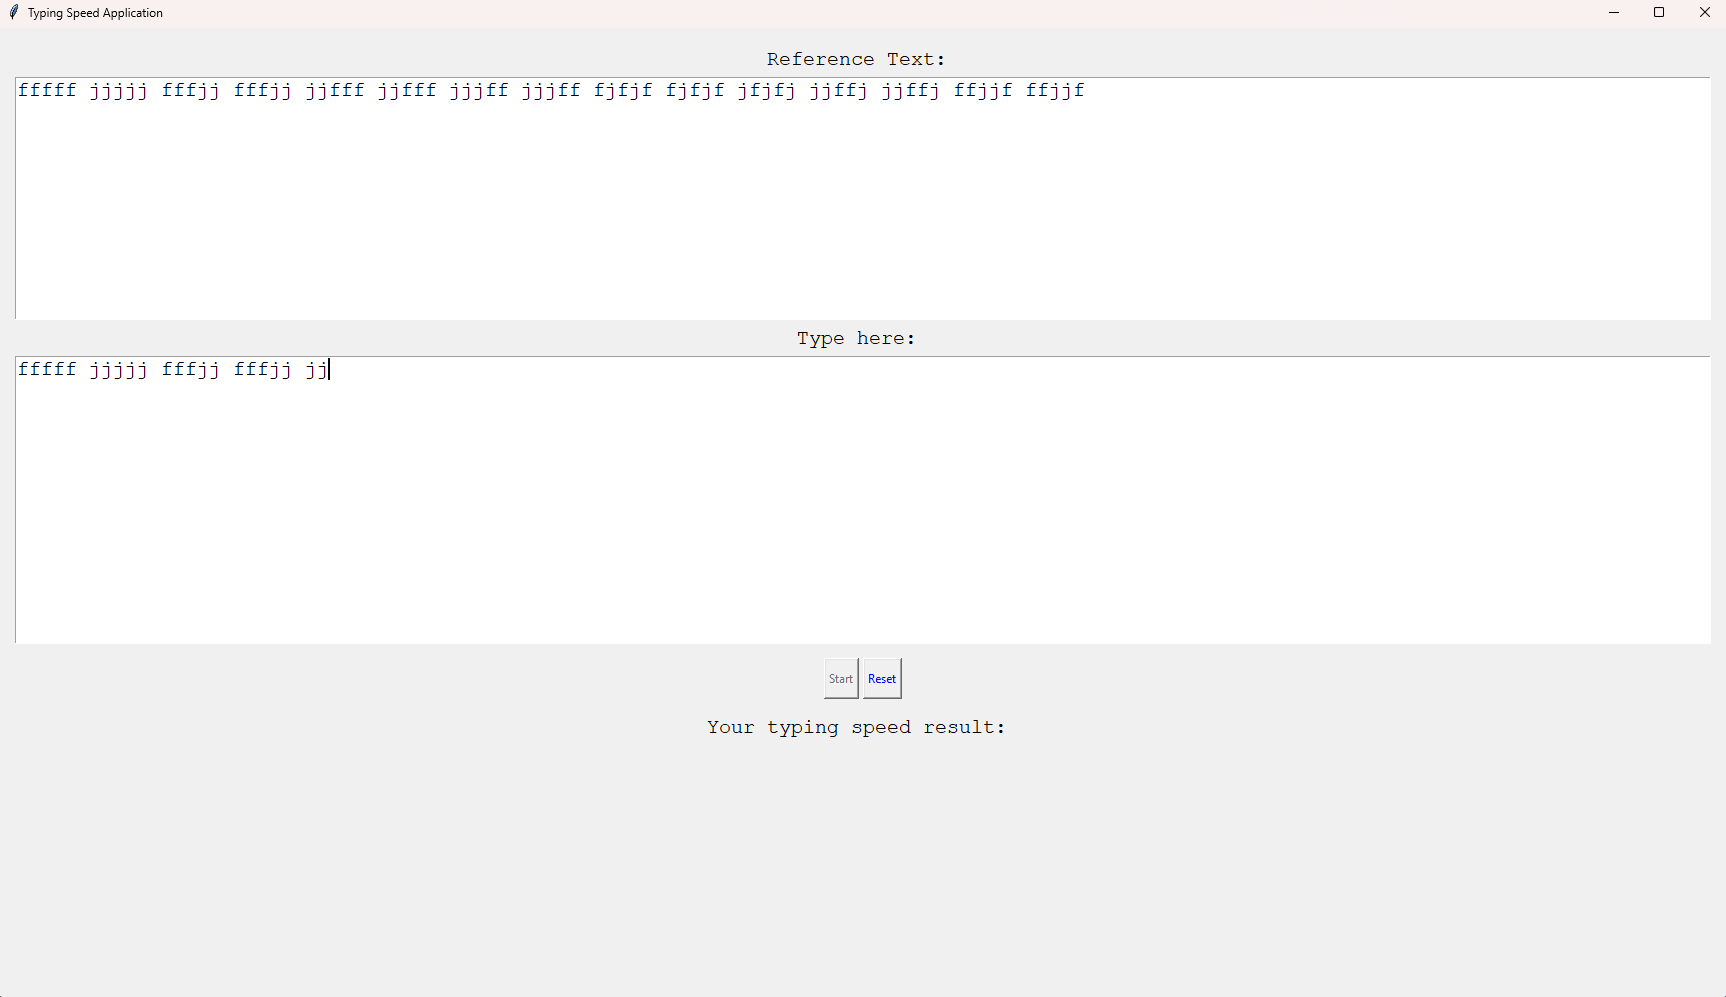 Typing Speed Application
Reference Text:
fffff jjjjj fffjj fffjj jjfff jjfff jjjff jjjff fjfjf fjfjf jfjfj jjffj jjffj ffjjf ffjjf
Type here:
fffff jjjjj fffjj fffjj jj
Start Reset
Your typing speed result: